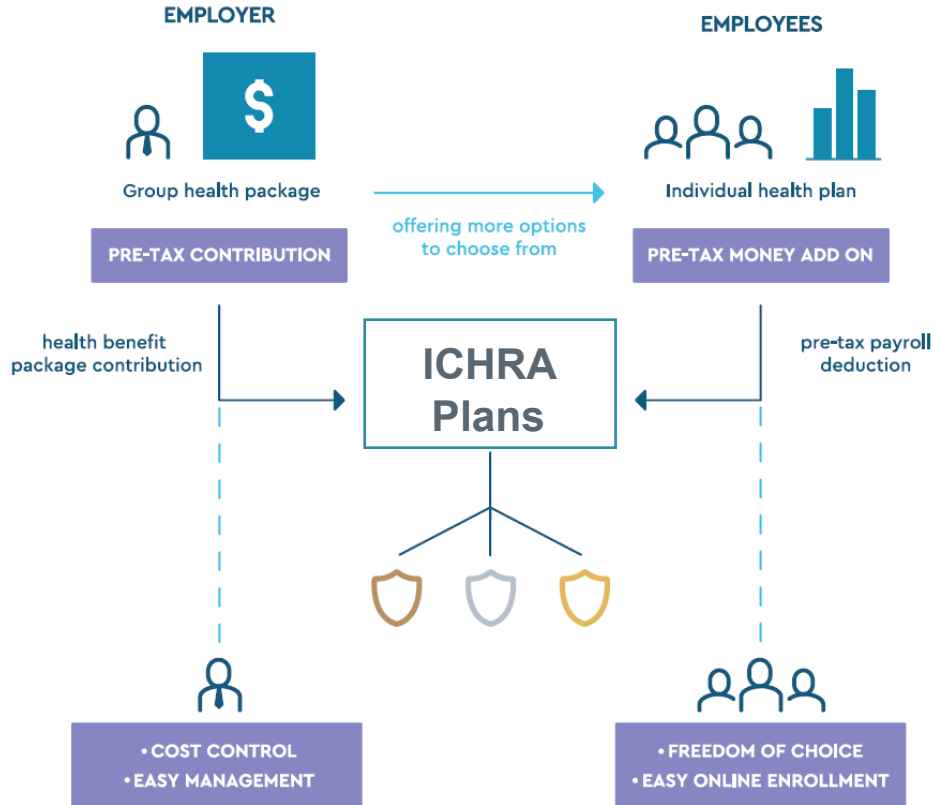 EMPLOYER
EMPLOYEES
$
Group health package
Individual health plan
offering more options
to choose from
PRE-TAX CONTRIBUTION
PRE-TAX MONEY ADD ON
health benefit
package contribution
ICHRA
Plans
pre-tax payroll
deduction
• COST CONTROL
• EASY MANAGEMENT
• FREEDOM OF CHOICE
• EASY ONLINE ENROLLMENT